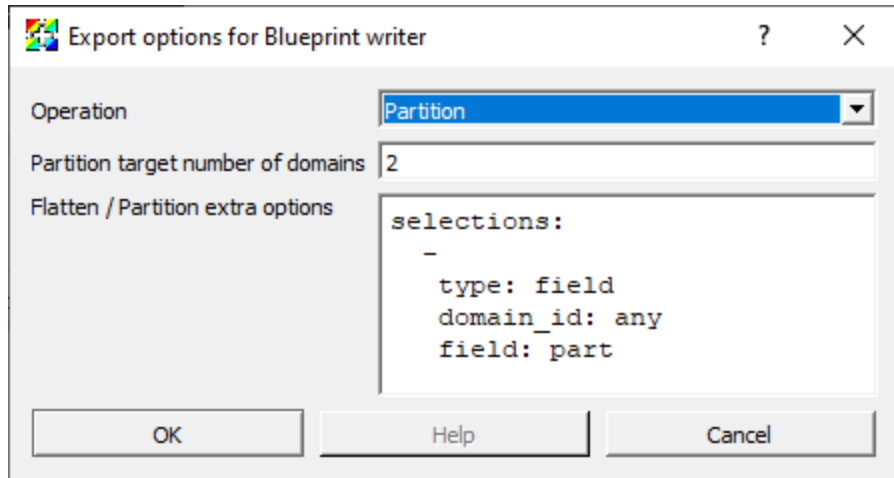 Export options for Blueprint writer ?
Operation Partition
Partition target number of domains 2
Flatten / Partition extra options
selections:
-
type: field
domain_id: any
field: part
OK Help Cancel